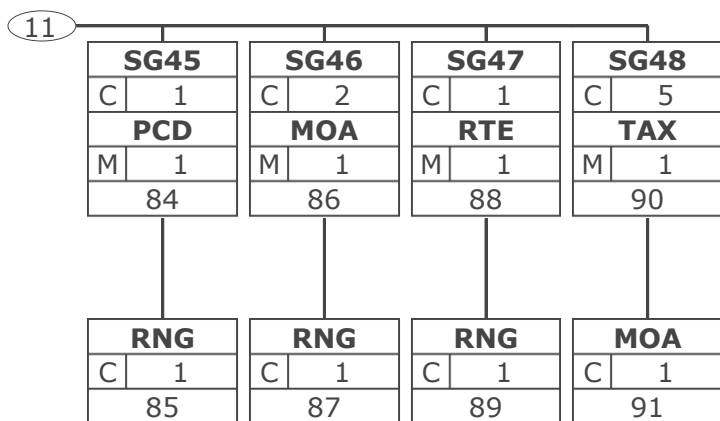 11
SG45 SG46 SG47 SG48
C 1 C 2 C 1 C 5
PCD MOA RTE TAX
M 1 M 1 M 1 M 1
84 86 88 90
RNG RNG RNG MOA
C 1 C 1 C 1 C 1
85 87 89 91